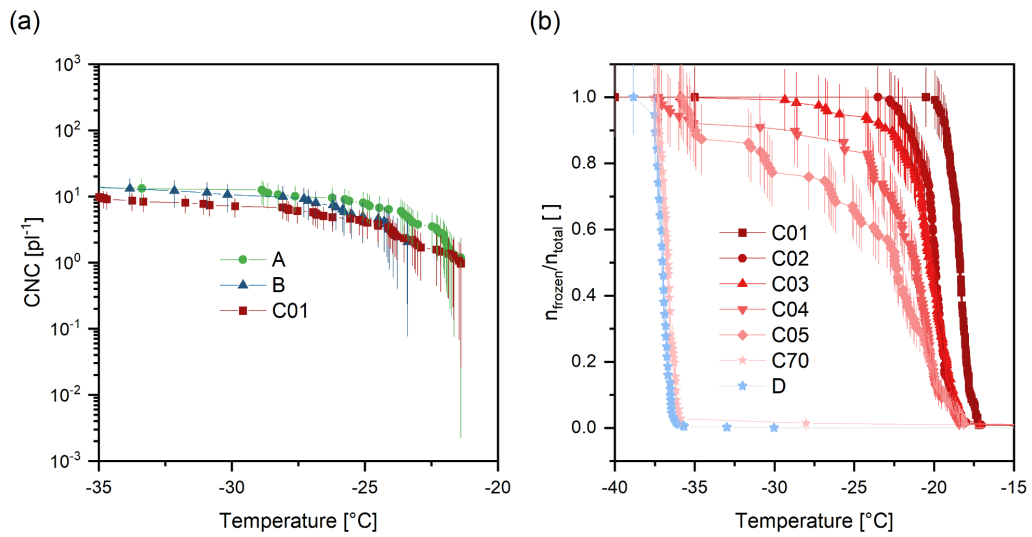 (a)
10³
10²
10¹
10⁰
10⁻¹
10⁻²
10⁻³
CNC [pl⁻¹]
A
B
C01
-35
-30
-25
-20
Temperature [°C]
(b)
1.0
0.8
0.6
0.4
0.2
0.0
n_frozen/n_total [ ]
C01
C02
C03
C04
C05
C70
D
-40
-35
-30
-25
-20
-15
Temperature [°C]